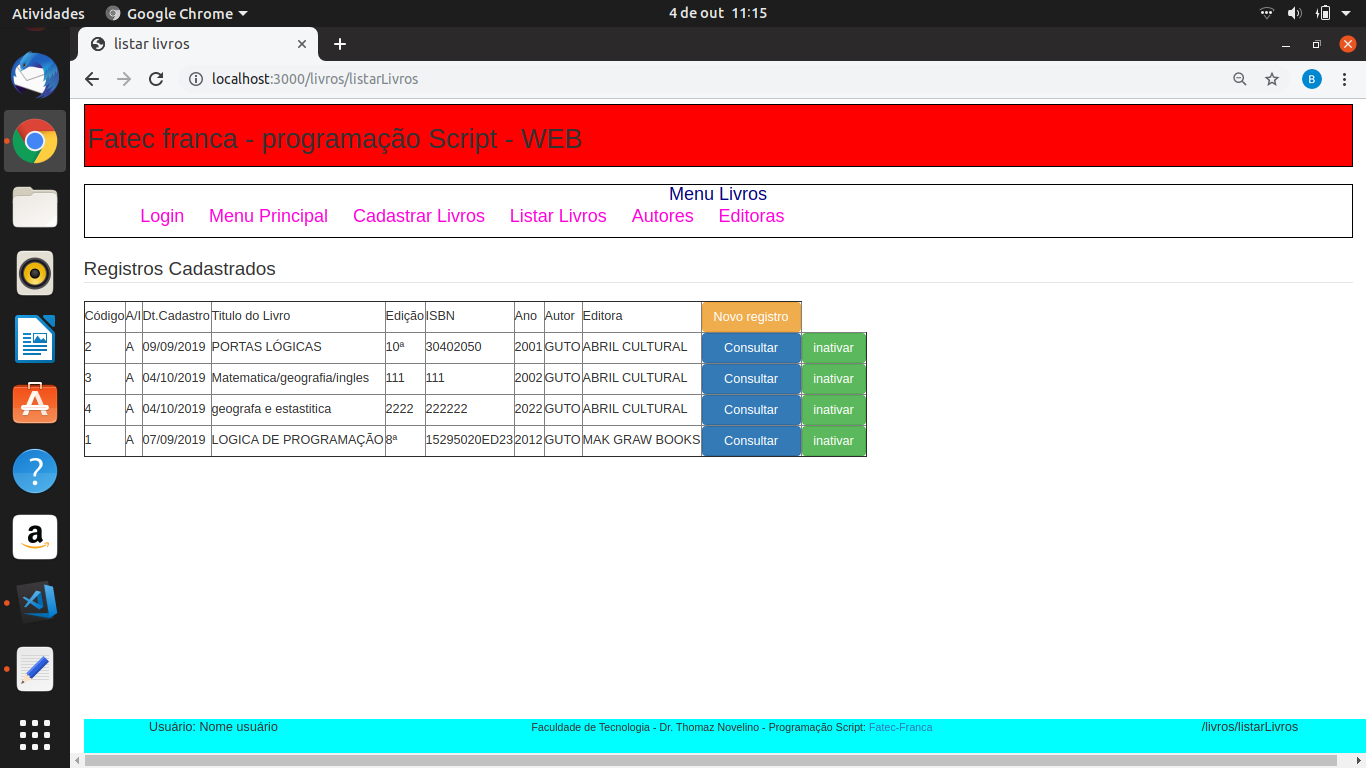 Atividades Google Chrome 4 de out 11:15
listar livros
localhost:3000/livros/listarLivros B
Fatec franca - programação Script - WEB
Menu Livros
Login Menu Principal Cadastrar Livros Listar Livros Autores Editoras
Registros Cadastrados
Código A/I Dt.Cadastro Titulo do Livro Edição ISBN Ano Autor Editora Novo registro
2 A 09/09/2019 PORTAS LÓGICAS 10ª 30402050 2001 GUTO ABRIL CULTURAL Consultar inativar
3 A 04/10/2019 Matematica/geografia/ingles 111 111 2002 GUTO ABRIL CULTURAL Consultar inativar
4 A 04/10/2019 geografa e estastitica 2222 222222 2022 GUTO ABRIL CULTURAL Consultar inativar
1 A 07/09/2019 LOGICA DE PROGRAMAÇÃO 8ª 15295020ED23 2012 GUTO MAK GRAW BOOKS Consultar inativar
Usuário: Nome usuário Faculdade de Tecnologia - Dr. Thomaz Novelino - Programação Script: Fatec-Franca /livros/listarLivros